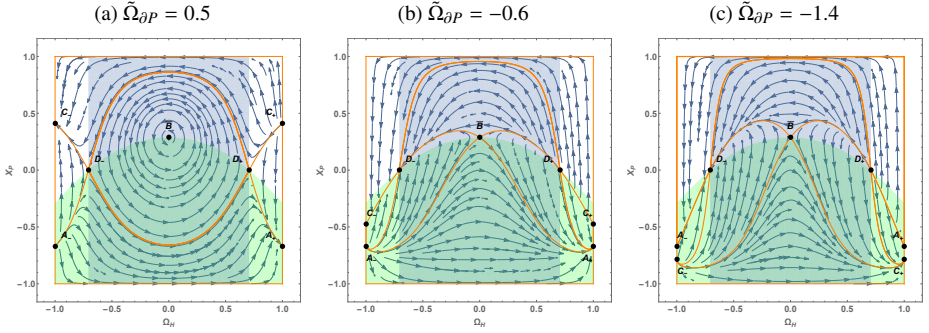 (a) Ω̃∂P = 0.5
(b) Ω̃∂P = −0.6
(c) Ω̃∂P = −1.4
1.0
0.5
0.0
-0.5
-1.0
XP
-1.0 -0.5 0.0 0.5 1.0
ΩH
C-
C+
B
D-
D+
A-
A+
1.0
0.5
0.0
-0.5
-1.0
XP
-1.0 -0.5 0.0 0.5 1.0
ΩH
B̅
D-
D+
C-
C+
A-
A+
1.0
0.5
0.0
-0.5
-1.0
XP
-1.0 -0.5 0.0 0.5 1.0
ΩH
B̅
D-
D+
A-
A+
C-
C+